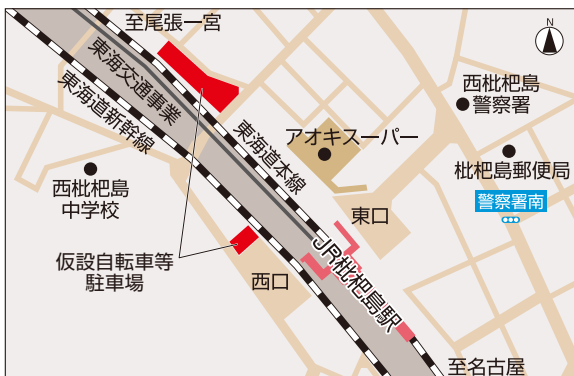 至尾張一宮
N
東海交通事業
東海道新幹線
東海道本線
西枇杷島
警察署
アオキスーパー
枇杷島郵便局
西枇杷島
中学校
警察署南
東口
JR枇杷島駅
仮設自転車等
駐車場
西口
至名古屋